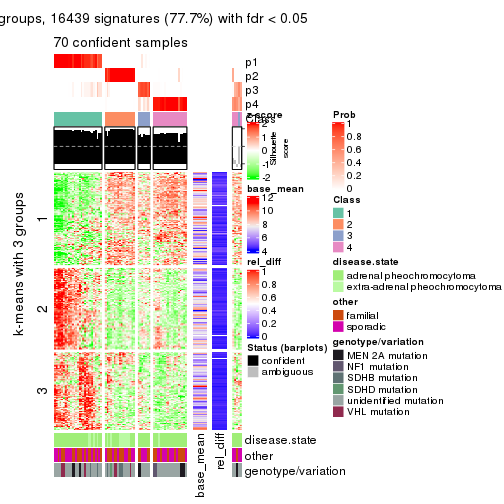 groups, 16439 signatures (77.7%) with fdr < 0.05
70 confident samples
p1
p2
p3
p4
Class
Silhouette
score
k-means with 3 groups
1
2
3
z-score
2
1
0
-1
-2
base_mean
12
10
8
6
4
rel_diff
1
0.8
0.6
0.4
0.2
0
Status (barplots)
confident
ambiguous
Prob
1
0.8
0.6
0.4
0.2
0
Class
1
2
3
4
disease.state
adrenal pheochromocytoma
extra-adrenal pheochromocytoma
other
familial
sporadic
genotype/variation
MEN 2A mutation
NF1 mutation
SDHB mutation
SDHD mutation
unidentified mutation
VHL mutation
disease.state
other
genotype/variation
base_mean
rel_diff